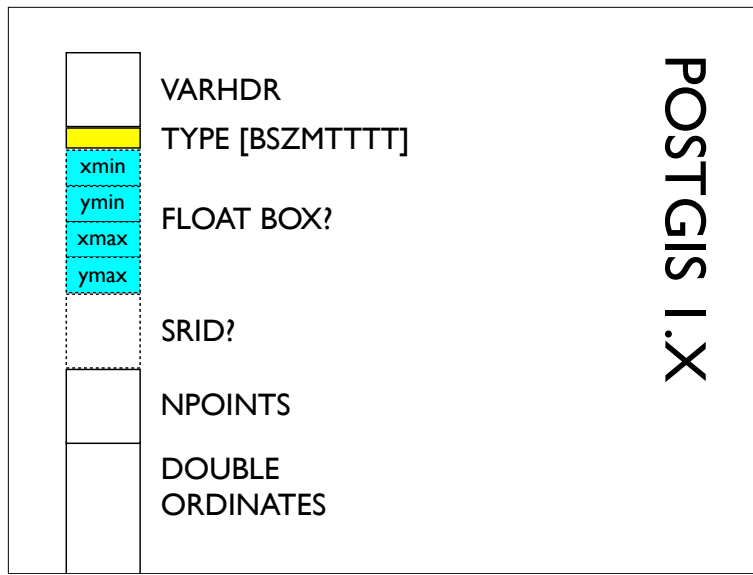 VARHDR
TYPE [BSZMTTTT]
xmin
ymin
xmax
ymax
FLOAT BOX?
SRID?
NPOINTS
DOUBLE
ORDINATES
POSTGIS 1.X